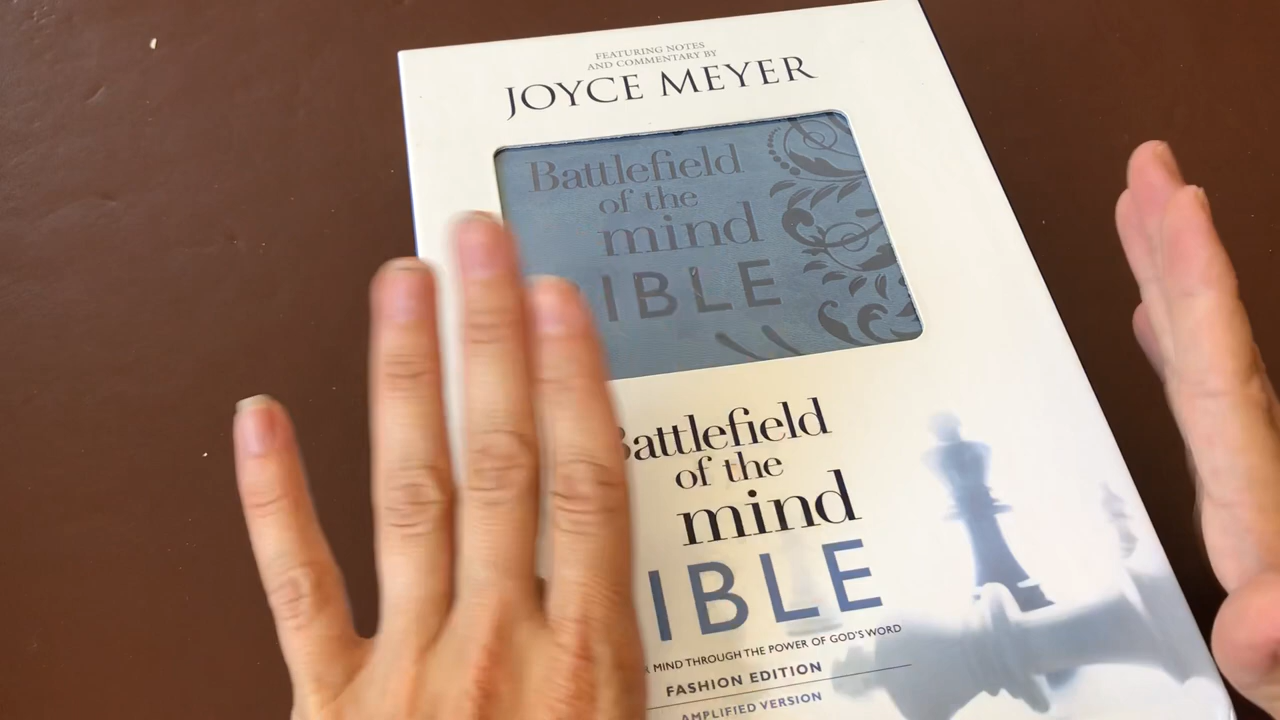 FEATURING NOTES
AND COMMENTARY BY
JOYCE MEYER
Battlefield
of the
mind
IBLE
Battlefield
of the
mind
IBLE
MIND THROUGH THE POWER OF GOD'S WORD
FASHION EDITION
AMPLIFIED VERSION